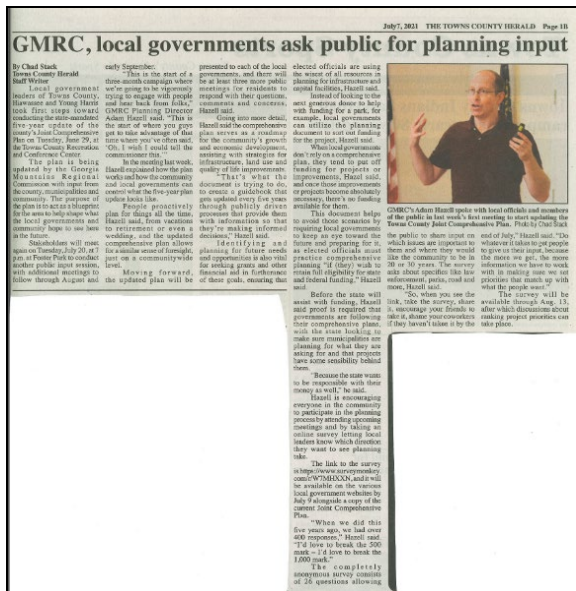 July 7, 2021 THE TOWNS COUNTY HERALD Page 1B
GMRC, local governments ask public for planning input
By Chad Stack
Towns County Herald
Staff Writer
Local government
leaders of Towns County,
Hiawassee and Young Harris
took first steps toward
conducting the state-mandated
five-year update of the
county's Joint Comprehensive
Plan on Tuesday, June 29, at
the Towns County Recreation
and Conference Center.
The plan is being
updated by the Georgia
Mountains Regional
Commission with input from
the county, municipalities and
community. The purpose of
the plan is to act as a blueprint
for the area to help shape what
the local governments and
community hope to see here
in the future.
Stakeholders will meet
again on Tuesday, July 20, at 7
p.m. at Foster Park to conduct
another public input session,
with additional meetings to
follow through August and
early September.
"This is the start of a
three-month campaign where
we're going to be vigorously
trying to engage with people
and hear back from folks,"
GMRC Planning Director
Adam Hazell said. "This is
the start of where you guys
get to take advantage of that
time where you've often said,
'Oh, I wish I could tell the
commissioner this.'"
In the meeting last week,
Hazell explained how the plan
works and how the community
and local governments can
control what the five-year plan
update looks like.
People proactively
plan for things all the time,
Hazell said, from vacations
to retirement or even a
wedding, and the updated
comprehensive plan allows
for a similar sense of foresight,
just on a communitywide
level.
Moving forward,
the updated plan will be
presented to each of the local
governments, and there will
be at least three more public
meetings for residents to
respond with their questions,
comments and concerns,
Hazell said.
Going into more detail,
Hazell said the comprehensive
plan serves as a roadmap
for the community's growth
and economic development,
assisting with strategies for
infrastructure, land use and
quality of life improvements.
"That's what the
document is trying to do,
to create a guidebook that
gets updated every five years
through publicly driven
processes that provide them
with information so that
they're making informed
decisions," Hazell said.
Identifying and
planning for future needs
and opportunities is also vital
for seeking grants and other
financial aid in furtherance
of these goals, ensuring that
elected officials are using
the wisest of all resources in
planning for infrastructure and
capital facilities, Hazell said.
Instead of looking to the
next generous donor to help
with funding for a park, for
example, local governments
can utilize the planning
document to sort out funding
for the project, Hazell said.
When local governments
don't rely on a comprehensive
plan, they tend to put off
funding for projects or
improvements, Hazell said,
and once those improvements
or projects become absolutely
necessary, there's no funding
available for them.
This document helps
to avoid those scenarios by
requiring local governments
to keep an eye toward the
future and preparing for it,
as elected officials must
practice comprehensive
planning "if (they) wish to
retain full eligibility for state
and federal funding," Hazell
said.
Before the state will
assist with funding, Hazell
said proof is required that
governments are following
their comprehensive plans,
with the state looking to
make sure municipalities are
planning for what they are
asking for and that projects
have some sensibility behind
them.
"Because the state wants
to be responsible with their
money as well," he said.
Hazell is encouraging
everyone in the community
to participate in the planning
process by attending upcoming
meetings and by taking an
online survey letting local
leaders know which direction
they want to see planning
take.
The link to the survey
is https://www.surveymonkey.
com/r/W7MHXXN, and it will
be available on the various
local government websites by
July 9 alongside a copy of the
current Joint Comprehensive
Plan.
"When we did this
five years ago, we had over
400 responses," Hazell said.
"I'd love to break the 500
mark – I'd love to break the
1,000 mark."
The completely
anonymous survey consists
of 26 questions allowing
GMRC's Adam Hazell spoke with local officials and members
of the public in last week's first meeting to start updating the
Towns County Joint Comprehensive Plan. Photo by Chad Stack
the public to share input on
which issues are important to
them and where they would
like the community to be in
10 or 20 years. The survey
asks about specifics like law
enforcement, parks, road and
more, Hazell said.
"So, when you see the
link, take the survey, share
it, encourage your friends to
take it, share your coworkers
if they haven't taken it by the
end of July," Hazell said. "Do
whatever it takes to get people
to give us their input, because
the more we get, the more
information we have to work
with in making sure we set
priorities that match up with
what the people want."
The survey will be
available through Aug. 13,
after which discussions about
making project priorities can
take place.